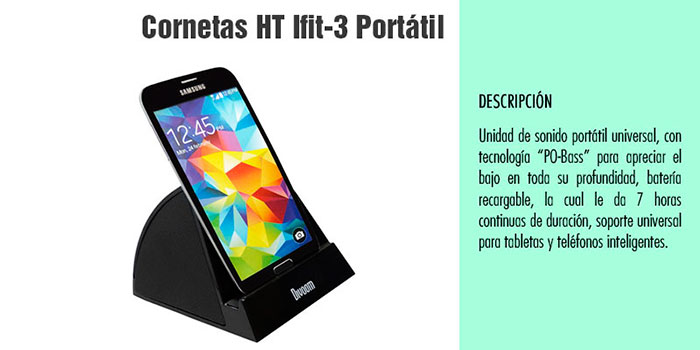 Cornetas HT Ifit-3 Portátil
SAMSUNG
12:45
Mon, 24 
Divoom
DESCRIPCIÓN
Unidad de sonido portátil universal, con
tecnología “PO-Bass” para apreciar el
bajo en toda su profundidad, batería
recargable, la cual le da 7 horas
continuas de duración, soporte universal
para tabletas y teléfonos inteligentes.